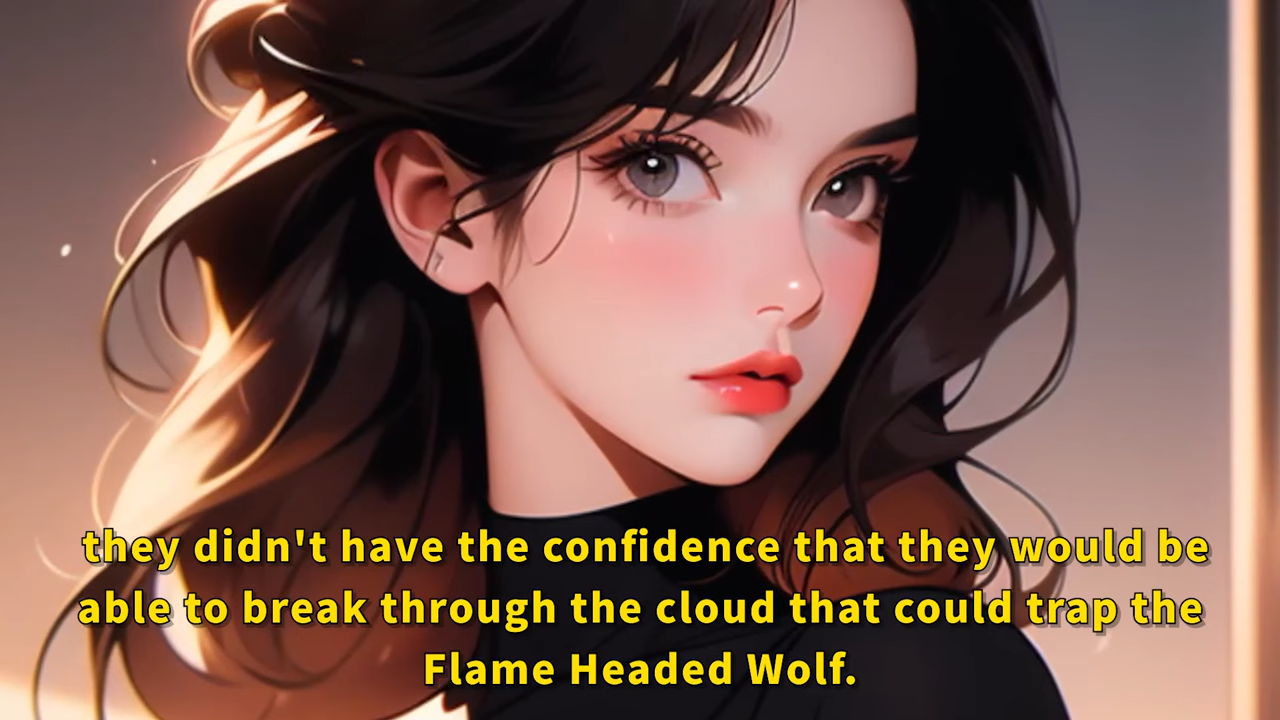 they didn't have the confidence that they would be
able to break through the cloud that could trap the
Flame Headed Wolf.